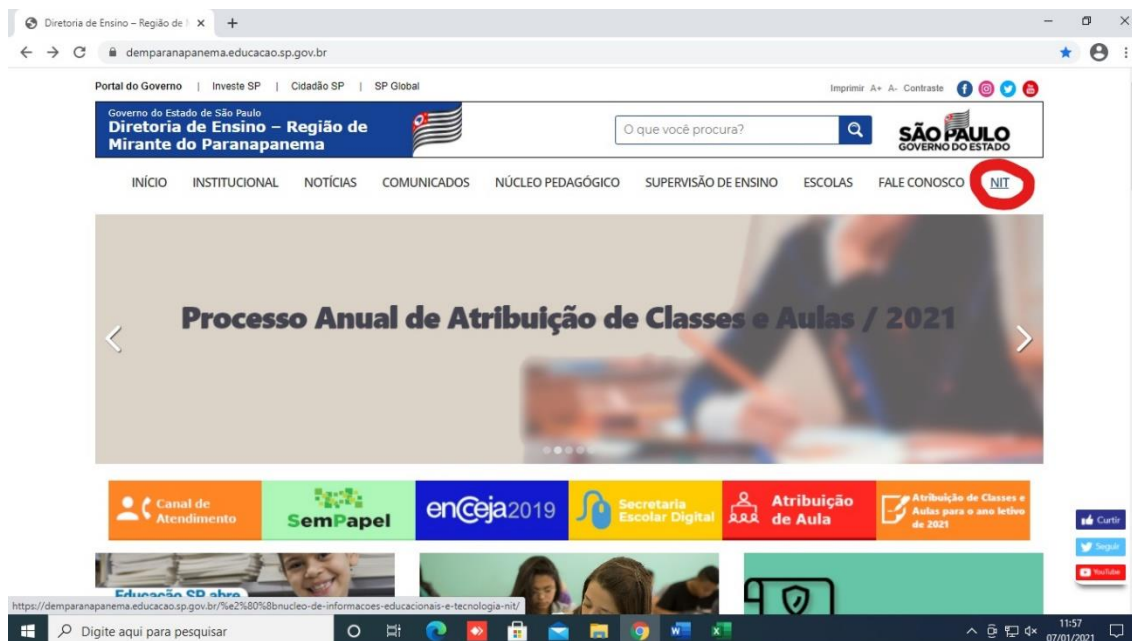 Diretoria de Ensino – Região de
demparanapanema.educacao.sp.gov.br
Portal do Governo | Investe SP | Cidadão SP | SP Global
Imprimir A+ A- Contraste
Governo do Estado de São Paulo
Diretoria de Ensino – Região de
Mirante do Paranapanema
O que você procura?
SÃO PAULO
GOVERNO DO ESTADO
INÍCIO INSTITUCIONAL NOTÍCIAS COMUNICADOS NÚCLEO PEDAGÓGICO SUPERVISÃO DE ENSINO ESCOLAS FALE CONOSCO NIT
Processo Anual de Atribuição de Classes e Aulas / 2021
Canal de
Atendimento
SemPapel
encceja2019
Secretaria
Escolar Digital
Atribuição
de Aula
Atribuição de Classes e
Aulas para o ano letivo
de 2021
Curtir
Seguir
YouTube
Educação SP abre
https://demparanapanema.educacao.sp.gov.br/%e2%80%8bnucleo-de-informacoes-educacionais-e-tecnologia-nit/
Digite aqui para pesquisar
11:57
07/01/2021